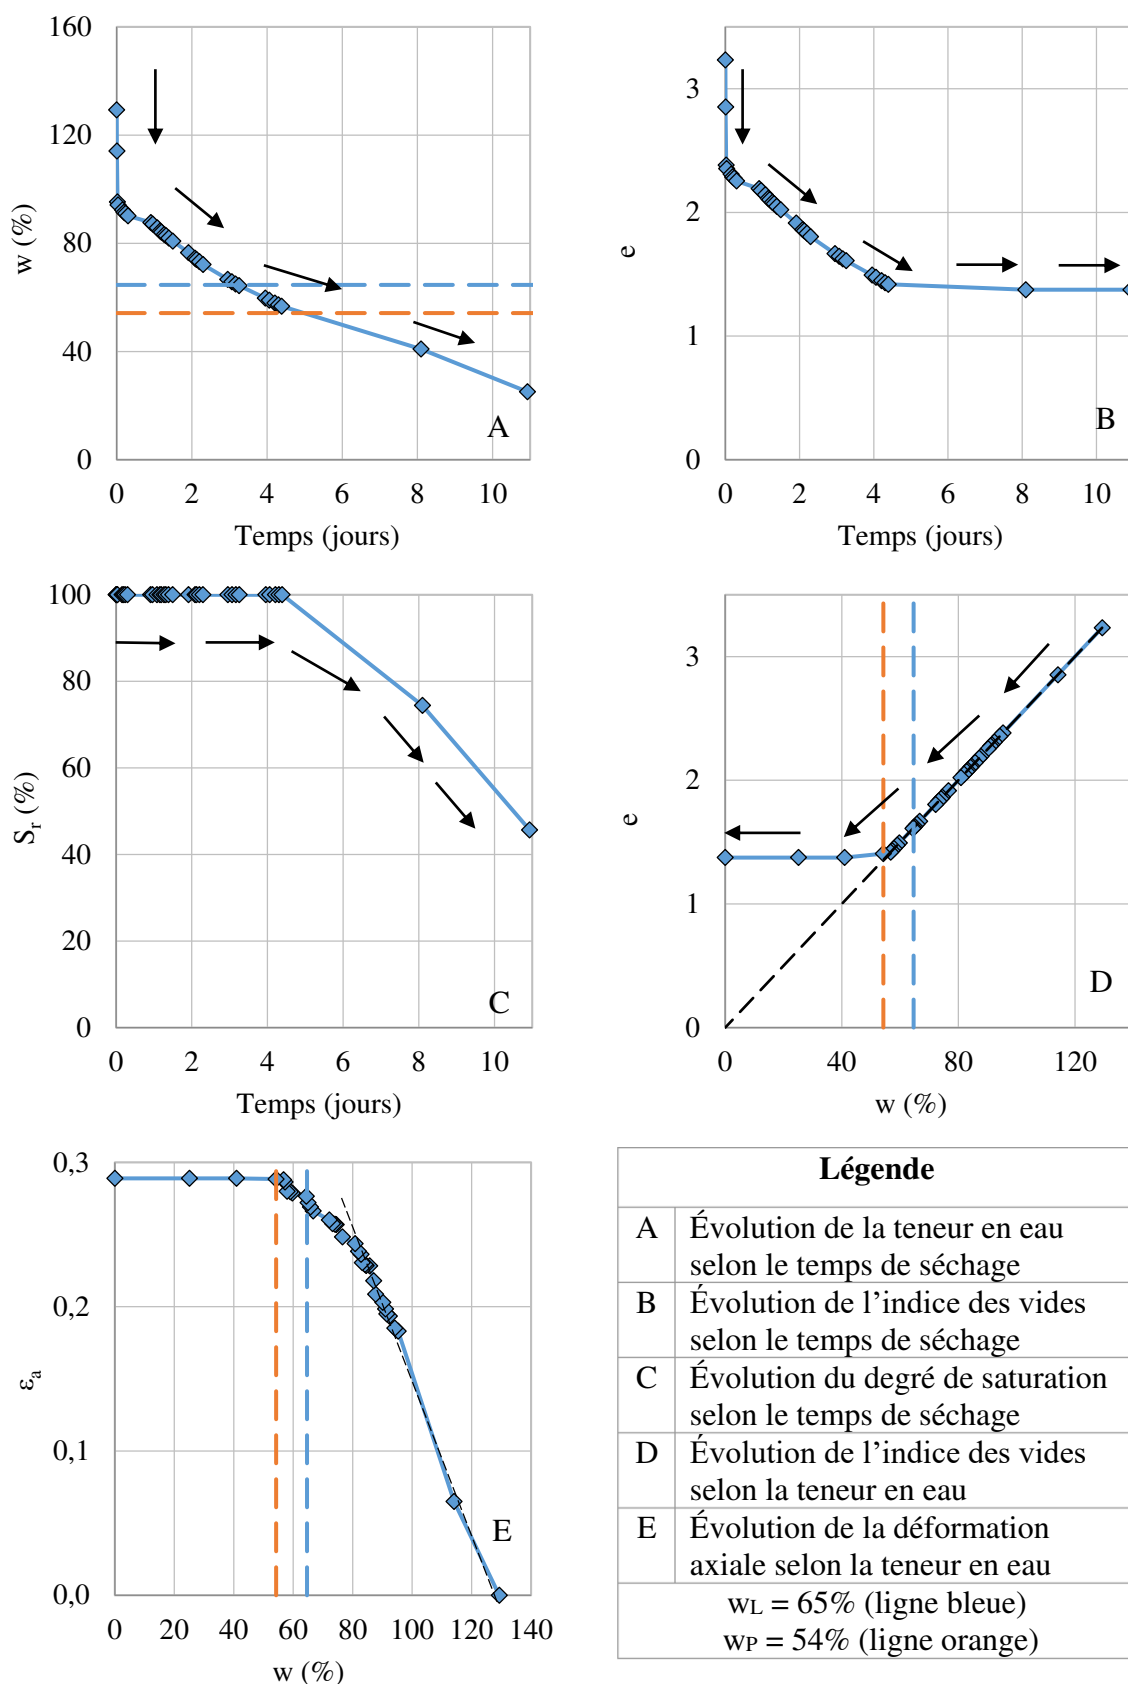 160
120
80
40
0
w (%)
A
0 2 4 6 8 10
Temps (jours)
3
2
1
0
e
B
0 2 4 6 8 10
Temps (jours)
100
80
60
40
20
0
Sr (%)
C
0 2 4 6 8 10
Temps (jours)
3
2
1
0
e
D
0 40 80 120
w (%)
0,3
0,2
0,1
0,0
εa
E
0 20 40 60 80 100 120 140
w (%)
Légende
A Évolution de la teneur en eau
selon le temps de séchage
B Évolution de l’indice des vides
selon le temps de séchage
C Évolution du degré de saturation
selon le temps de séchage
D Évolution de l’indice des vides
selon la teneur en eau
E Évolution de la déformation
axiale selon la teneur en eau
wL = 65% (ligne bleue)
wP = 54% (ligne orange)